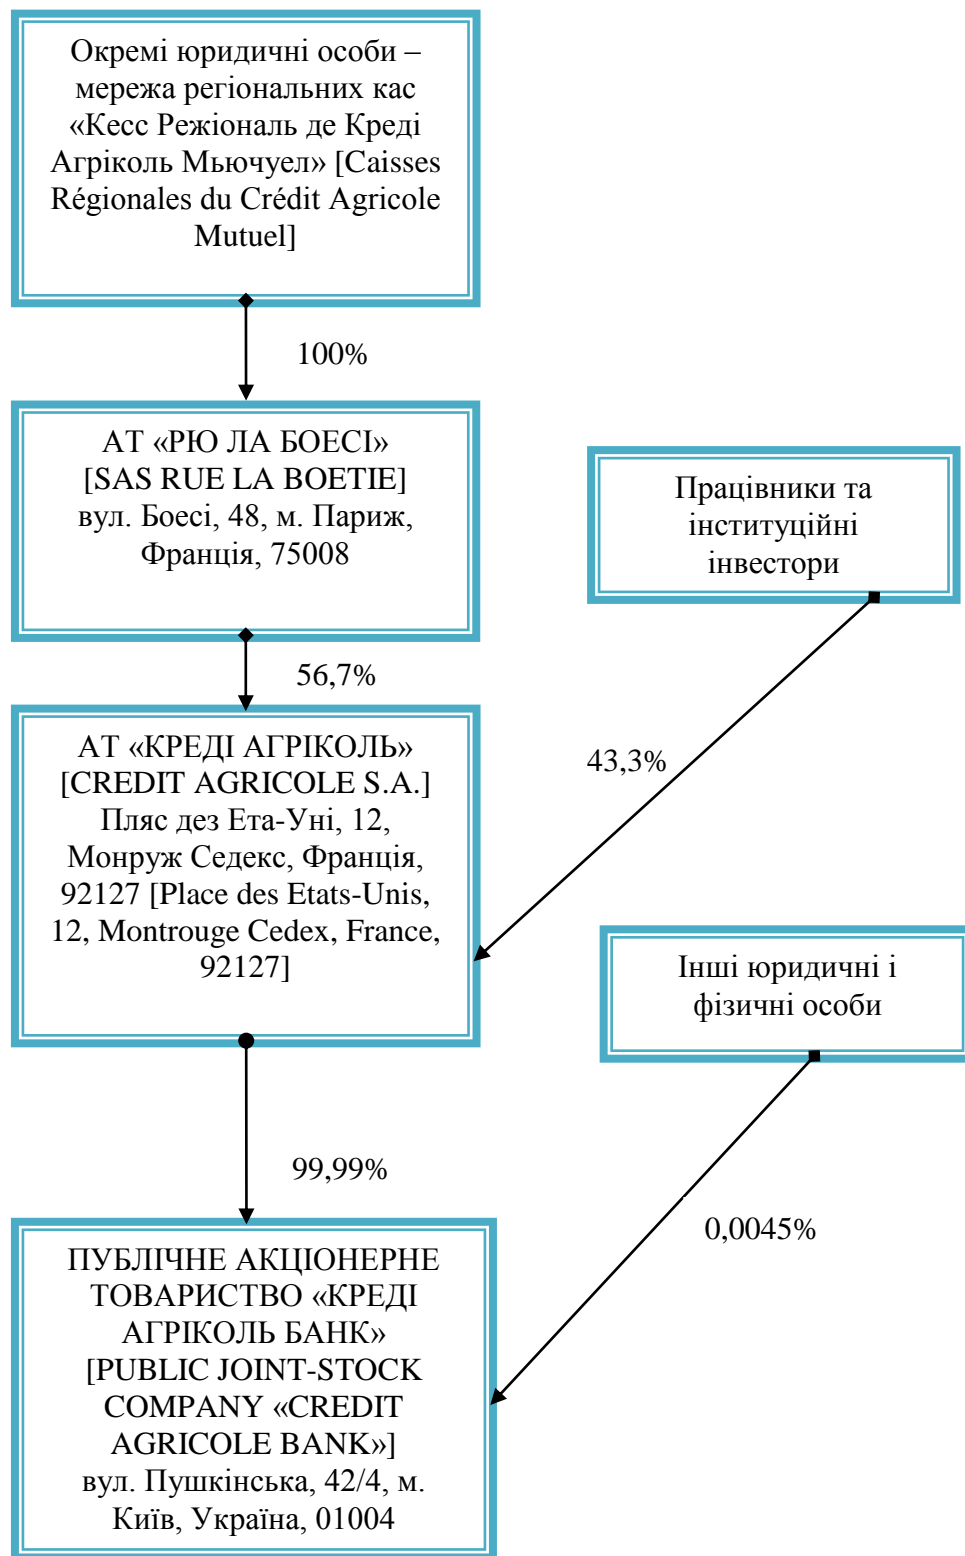 Окремі юридичні особи –
мережа регіональних кас
«Кесс Режіональ де Креді
Агріколь Мьючуел» [Caisses
Régionales du Crédit Agricole
Mutuel]
100%
АТ «РЮ ЛА БОЕСІ»
[SAS RUE LA BOETIE]
вул. Боесі, 48, м. Париж,
Франція, 75008
Працівники та
інституційні
інвестори
56,7%
АТ «КРЕДІ АГРІКОЛЬ»
[CREDIT AGRICOLE S.A.]
Пляс дез Ета-Уні, 12,
Монруж Седекс, Франція,
92127 [Place des Etats-Unis,
12, Montrouge Cedex, France,
92127]
43,3%
Інші юридичні і
фізичні особи
99,99%
0,0045%
ПУБЛІЧНЕ АКЦІОНЕРНЕ
ТОВАРИСТВО «КРЕДІ
АГРІКОЛЬ БАНК»
[PUBLIC JOINT-STOCK
COMPANY «CREDIT
AGRICOLE BANK»]
вул. Пушкінська, 42/4, м.
Київ, Україна, 01004